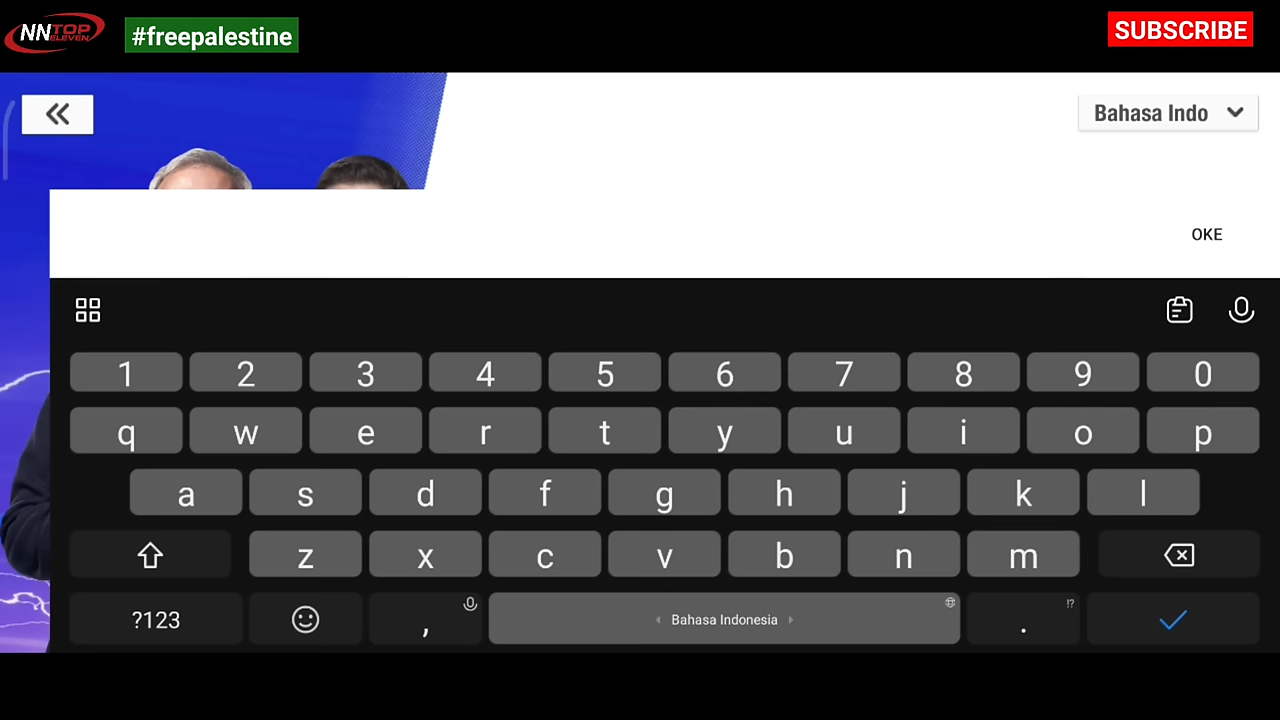 NNTOP
ELEVEN
#freepalestine
SUBSCRIBE
Bahasa Indo
OKE
1 2 3 4 5 6 7 8 9 0
q w e r t y u i o p
a s d f g h j k l
z x c v b n m
?123 , Bahasa Indonesia . !?